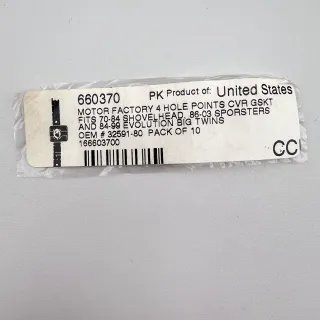 660370 PK Product of: United States
MOTOR FACTORY 4 HOLE POINTS CVR GSKT
FITS 70-84 SHOVELHEAD, 86-03 SPORSTERS
AND 84-99 EVOLUTION BIG TWINS
OEM # 32591-80 PACK OF 10
166603700
CC